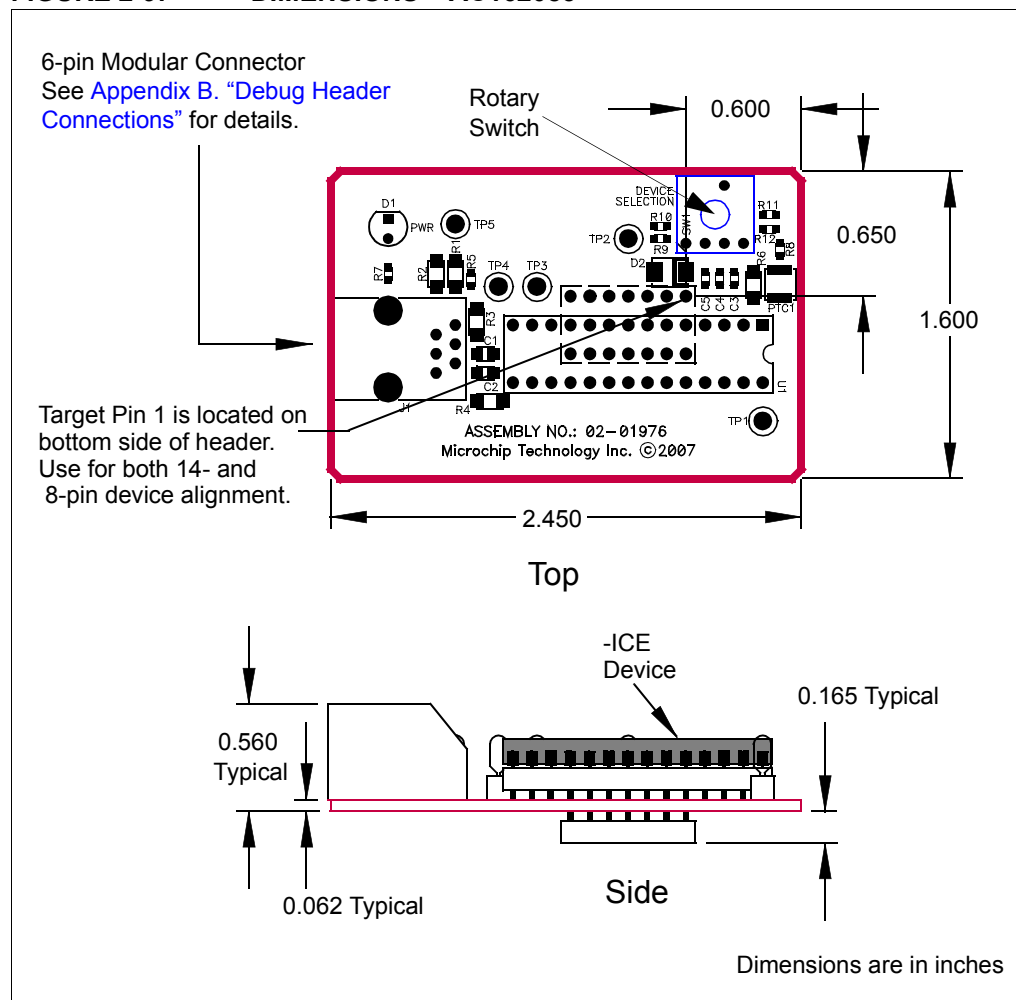 6-pin Modular Connector
See Appendix B. “Debug Header
Connections” for details.
Rotary
Switch
0.600
0.650
1.600
DEVICE
SELECTION
D1
PWR
TP5
R10
R9
TP2
SW1
R11
R12
R8
R6
D2
R7
R2
R1
R5
TP4
TP3
C5
C4
C3
PTC1
R3
C1
C2
J1
R4
U1
TP1
ASSEMBLY NO.: 02-01976
Microchip Technology Inc. ©2007
Target Pin 1 is located on
bottom side of header.
Use for both 14- and
8-pin device alignment.
2.450
Top
-ICE
Device
0.165 Typical
0.560
Typical
0.062 Typical
Side
Dimensions are in inches